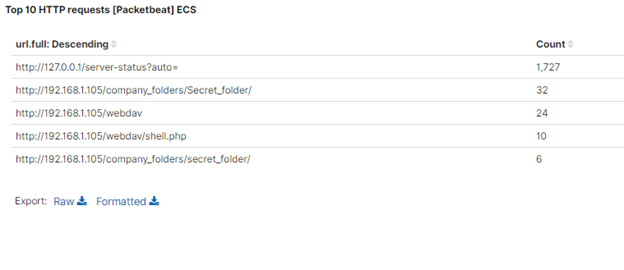 Top 10 HTTP requests [Packetbeat] ECS
url.full: Descending Count
http://127.0.0.1/server-status?auto= 1,727
http://192.168.1.105/company_folders/Secret_folder/ 32
http://192.168.1.105/webdav 24
http://192.168.1.105/webdav/shell.php 10
http://192.168.1.105/company_folders/secret_folder/ 6
Export: Raw Formatted